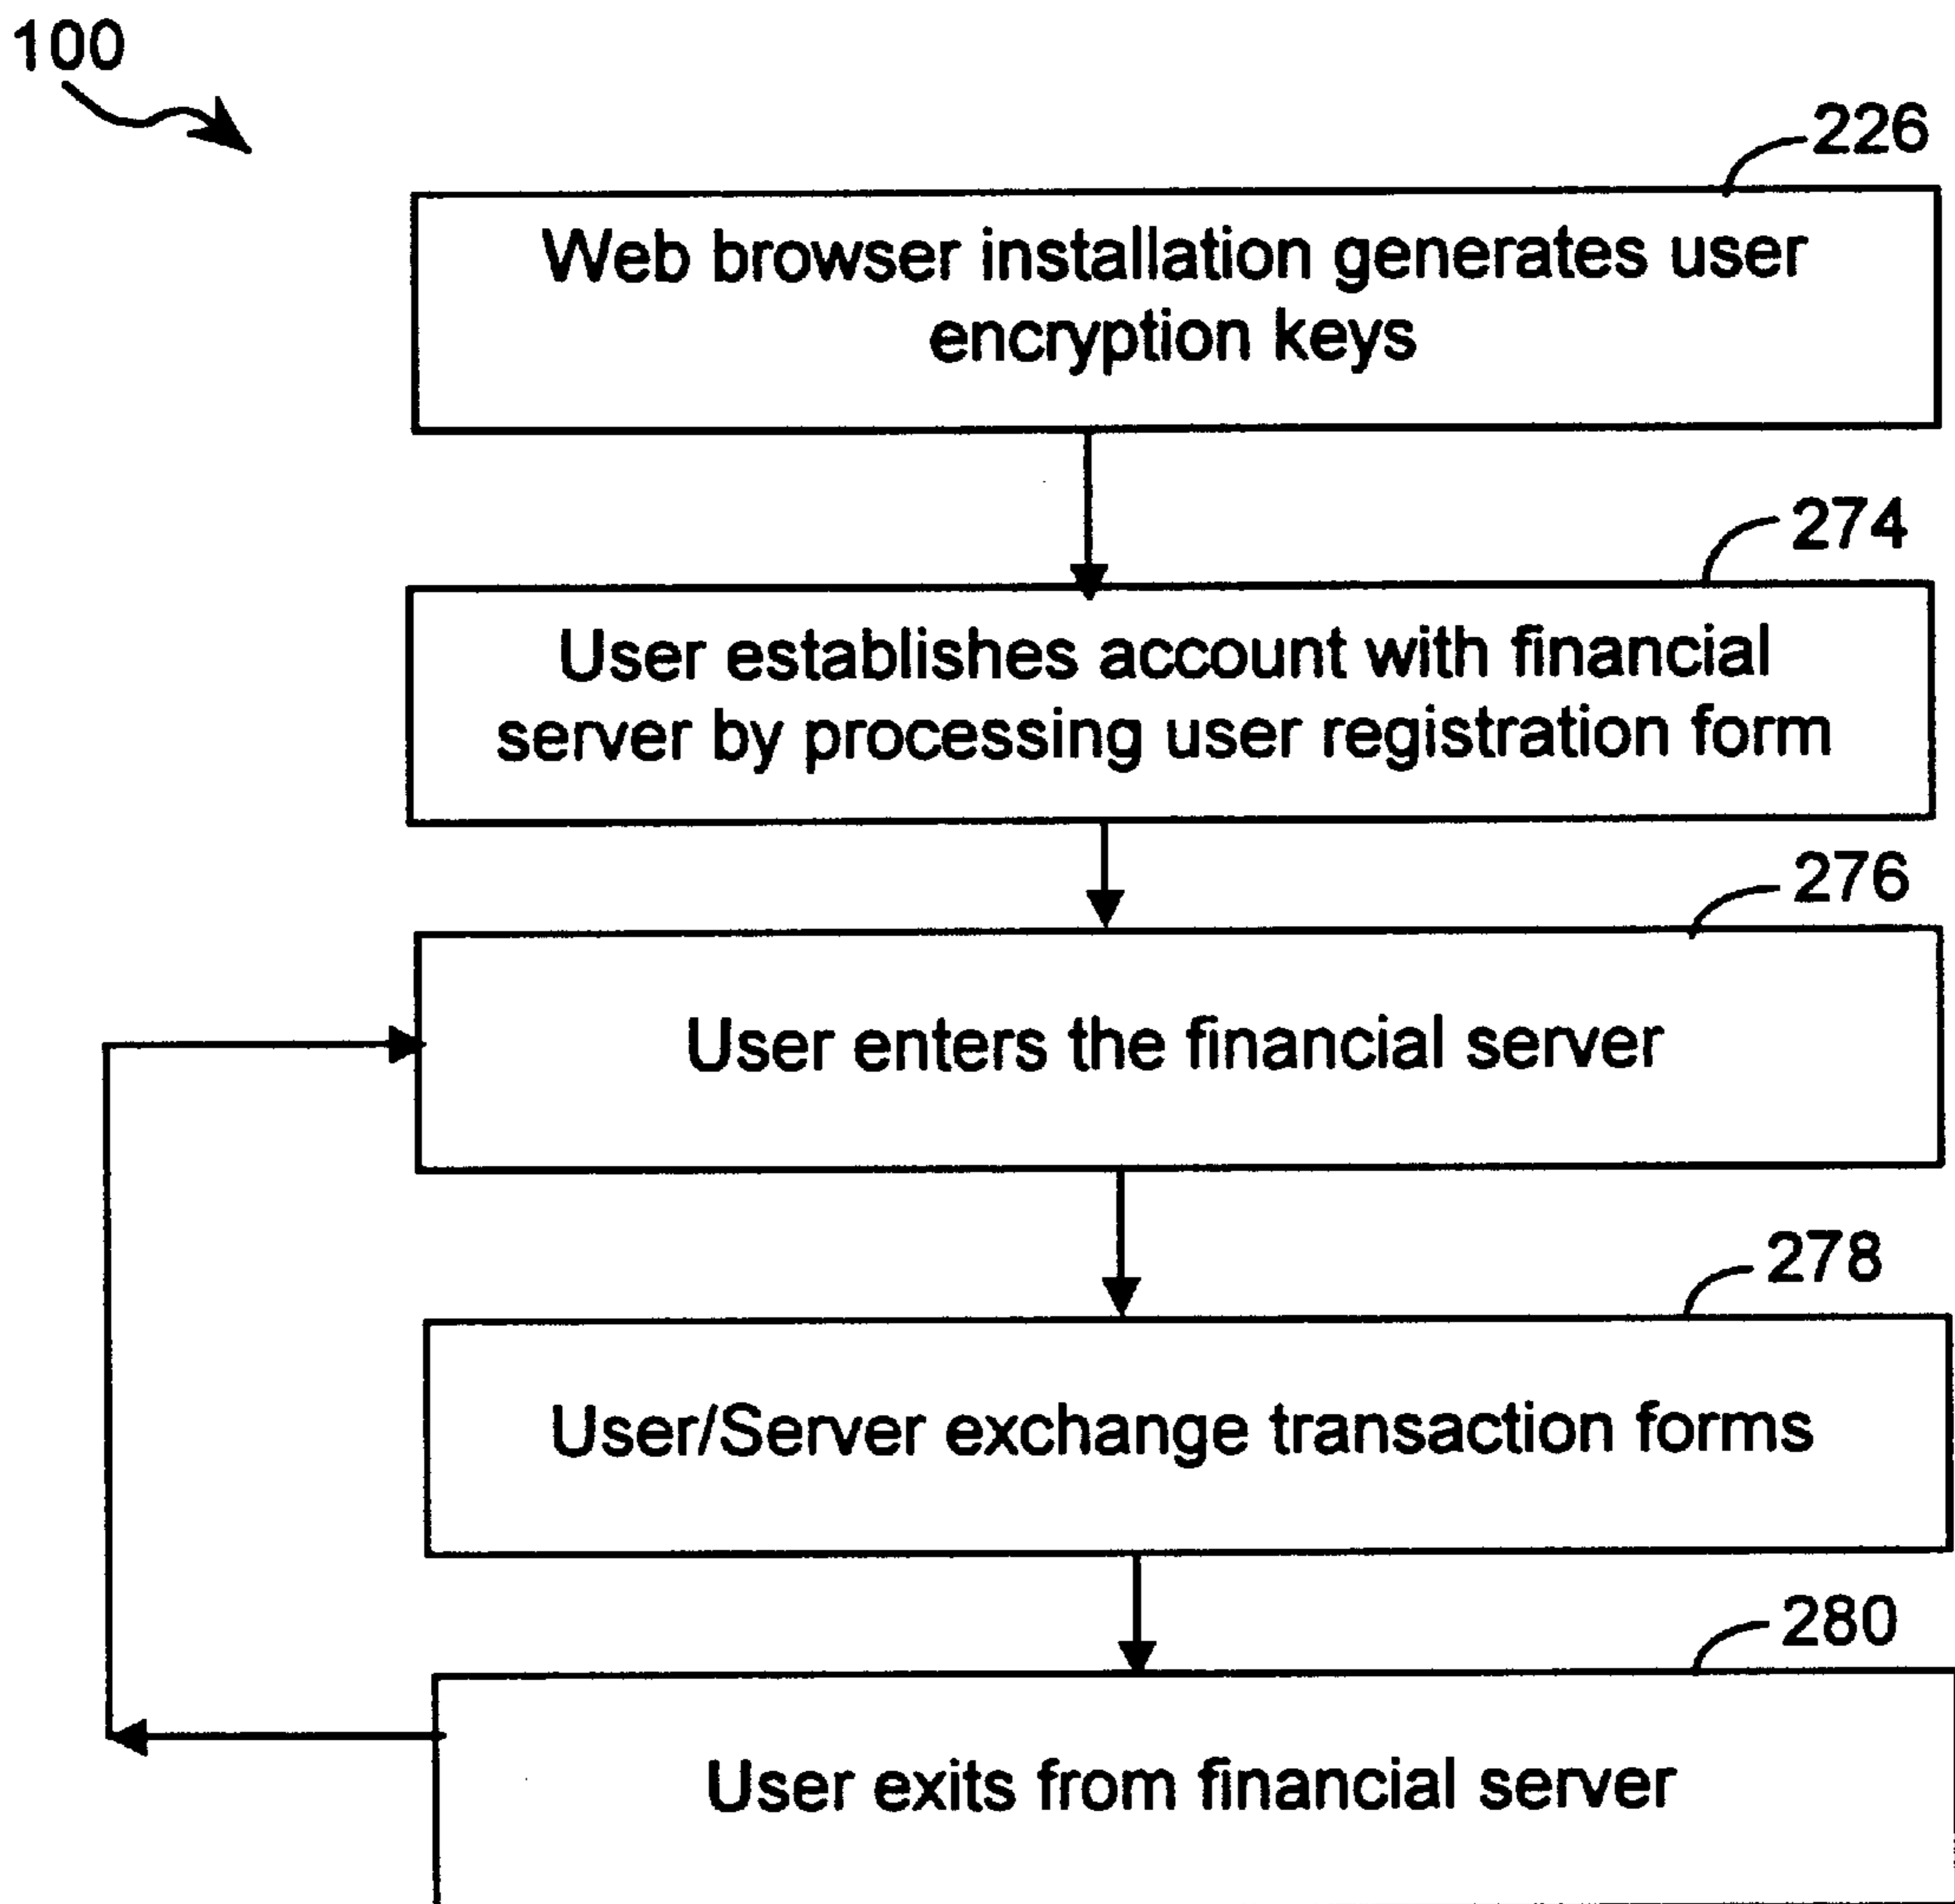 100
226
Web browser installation generates user
encryption keys
274
User establishes account with financial
server by processing user registration form
276
User enters the financial server
278
User/Server exchange transaction forms
280
User exits from financial server